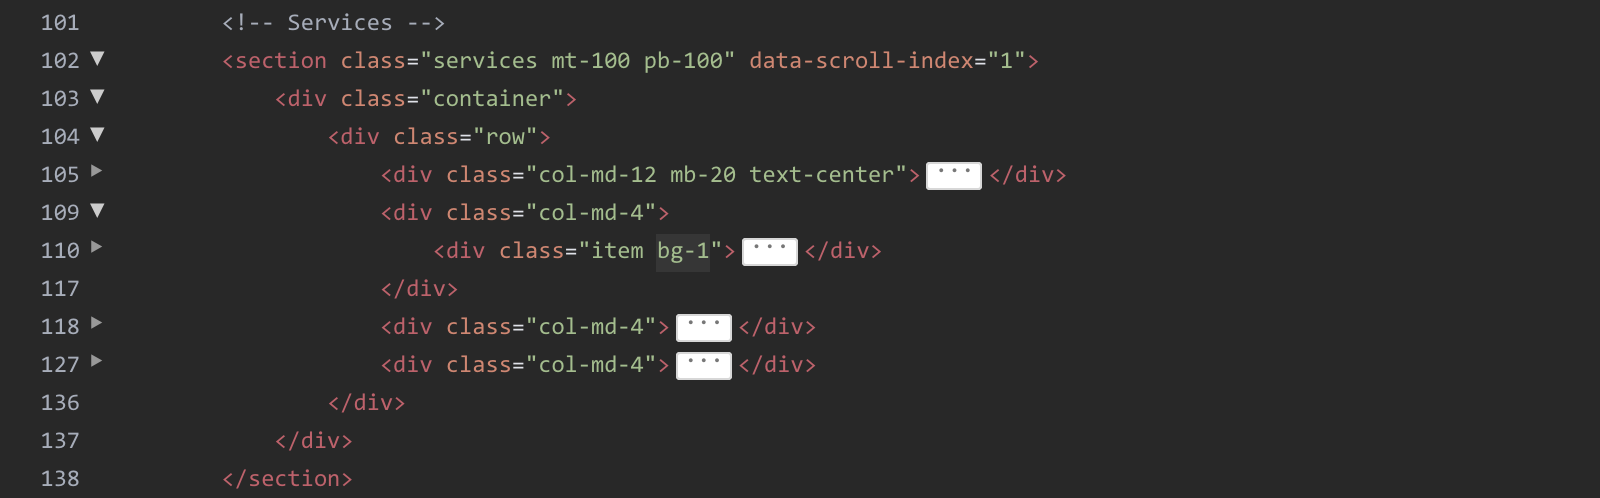 101 <!-- Services -->
102 ▼ <section class="services mt-100 pb-100" data-scroll-index="1">
103 ▼ <div class="container">
104 ▼ <div class="row">
105 ▶ <div class="col-md-12 mb-20 text-center">...</div>
109 ▼ <div class="col-md-4">
110 ▶ <div class="item bg-1">...</div>
117 </div>
118 ▶ <div class="col-md-4">...</div>
127 ▶ <div class="col-md-4">...</div>
136 </div>
137 </div>
138 </section>